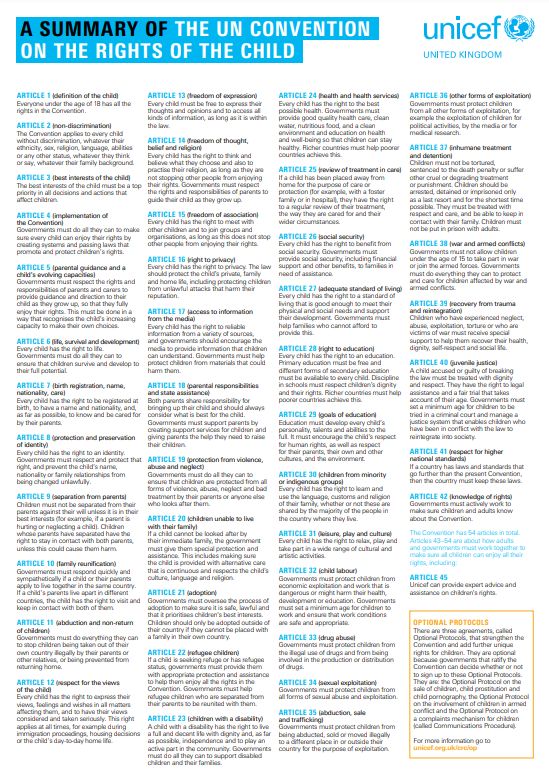 A SUMMARY OF THE UN CONVENTION
ON THE RIGHTS OF THE CHILD
unicef
UNITED KINGDOM
ARTICLE 1 (definition of the child)
Everyone under the age of 18 has all the
rights in the Convention.
ARTICLE 2 (non-discrimination)
The Convention applies to every child
without discrimination, whatever their
ethnicity, sex, religion, language, abilities
or any other status, whatever they think
or say, whatever their family background.
ARTICLE 3 (best interests of the child)
The best interests of the child must be a top
priority in all decisions and actions that
affect children.
ARTICLE 4 (implementation of
the Convention)
Governments must do all they can to make
sure every child can enjoy their rights by
creating systems and passing laws that
promote and protect children's rights.
ARTICLE 5 (parental guidance and a
child's evolving capacities)
Governments must respect the rights and
responsibilities of parents and carers to
provide guidance and direction to their
child as they grow up, so that they fully
enjoy their rights. This must be done in a
way that recognises the child's increasing
capacity to make their own choices.
ARTICLE 6 (life, survival and development)
Every child has the right to life.
Governments must do all they can to
ensure that children survive and develop to
their full potential.
ARTICLE 7 (birth registration, name,
nationality, care)
Every child has the right to be registered at
birth, to have a name and nationality, and,
as far as possible, to know and be cared for
by their parents.
ARTICLE 8 (protection and preservation
of identity)
Every child has the right to an identity.
Governments must respect and protect that
right, and prevent the child's name,
nationality or family relationships from
being changed unlawfully.
ARTICLE 9 (separation from parents)
Children must not be separated from their
parents against their will unless it is in their
best interests (for example, if a parent is
hurting or neglecting a child). Children
whose parents have separated have the
right to stay in contact with both parents,
unless this could cause them harm.
ARTICLE 10 (family reunification)
Governments must respond quickly and
sympathetically if a child or their parents
apply to live together in the same country.
If a child's parents live apart in different
countries, the child has the right to visit and
keep in contact with both of them.
ARTICLE 11 (abduction and non-return
of children)
Governments must do everything they can
to stop children being taken out of their
own country illegally by their parents or
other relatives, or being prevented from
returning home.
ARTICLE 12 (respect for the views
of the child)
Every child has the right to express their
views, feelings and wishes in all matters
affecting them, and to have their views
considered and taken seriously. This right
applies at all times, for example during
immigration proceedings, housing decisions
or the child's day-to-day home life.
ARTICLE 13 (freedom of expression)
Every child must be free to express their
thoughts and opinions and to access all
kinds of information, as long as it is within
the law.
ARTICLE 14 (freedom of thought,
belief and religion)
Every child has the right to think and
believe what they choose and also to
practise their religion, as long as they are
not stopping other people from enjoying
their rights. Governments must respect
the rights and responsibilities of parents to
guide their child as they grow up.
ARTICLE 15 (freedom of association)
Every child has the right to meet with
other children and to join groups and
organisations, as long as this does not stop
other people from enjoying their rights.
ARTICLE 16 (right to privacy)
Every child has the right to privacy. The law
should protect the child's private, family
and home life, including protecting children
from unlawful attacks that harm their
reputation.
ARTICLE 17 (access to information
from the media)
Every child has the right to reliable
information from a variety of sources,
and governments should encourage the
media to provide information that children
can understand. Governments must help
protect children from materials that could
harm them.
ARTICLE 18 (parental responsibilities
and state assistance)
Both parents share responsibility for
bringing up their child and should always
consider what is best for the child.
Governments must support parents by
creating support services for children and
giving parents the help they need to raise
their children.
ARTICLE 19 (protection from violence,
abuse and neglect)
Governments must do all they can to
ensure that children are protected from all
forms of violence, abuse, neglect and bad
treatment by their parents or anyone else
who looks after them.
ARTICLE 20 (children unable to live
with their family)
If a child cannot be looked after by
their immediate family, the government
must give them special protection and
assistance. This includes making sure
the child is provided with alternative care
that is continuous and respects the child's
culture, language and religion.
ARTICLE 21 (adoption)
Governments must oversee the process of
adoption to make sure it is safe, lawful and
that it prioritises children's best interests.
Children should only be adopted outside of
their country if they cannot be placed with
a family in their own country.
ARTICLE 22 (refugee children)
If a child is seeking refuge or has refugee
status, governments must provide them
with appropriate protection and assistance
to help them enjoy all the rights in the
Convention. Governments must help
refugee children who are separated from
their parents to be reunited with them.
ARTICLE 23 (children with a disability)
A child with a disability has the right to live
a full and decent life with dignity and, as far
as possible, independence and to play an
active part in the community. Governments
must do all they can to support disabled
children and their families.
ARTICLE 24 (health and health services)
Every child has the right to the best
possible health. Governments must
provide good quality health care, clean
water, nutritious food, and a clean
environment and education on health
and well-being so that children can stay
healthy. Richer countries must help poorer
countries achieve this.
ARTICLE 25 (review of treatment in care)
If a child has been placed away from
home for the purpose of care or
protection (for example, with a foster
family or in hospital), they have the right
to a regular review of their treatment,
the way they are cared for and their
wider circumstances.
ARTICLE 26 (social security)
Every child has the right to benefit from
social security. Governments must
provide social security, including financial
support and other benefits, to families in
need of assistance.
ARTICLE 27 (adequate standard of living)
Every child has the right to a standard of
living that is good enough to meet their
physical and social needs and support
their development. Governments must
help families who cannot afford to
provide this.
ARTICLE 28 (right to education)
Every child has the right to an education.
Primary education must be free and
different forms of secondary education
must be available to every child. Discipline
in schools must respect children's dignity
and their rights. Richer countries must help
poorer countries achieve this.
ARTICLE 29 (goals of education)
Education must develop every child's
personality, talents and abilities to the
full. It must encourage the child's respect
for human rights, as well as respect
for their parents, their own and other
cultures, and the environment.
ARTICLE 30 (children from minority
or indigenous groups)
Every child has the right to learn and
use the language, customs and religion
of their family, whether or not these are
shared by the majority of the people in
the country where they live.
ARTICLE 31 (leisure, play and culture)
Every child has the right to relax, play and
take part in a wide range of cultural and
artistic activities.
ARTICLE 32 (child labour)
Governments must protect children from
economic exploitation and work that is
dangerous or might harm their health,
development or education. Governments
must set a minimum age for children to
work and ensure that work conditions
are safe and appropriate.
ARTICLE 33 (drug abuse)
Governments must protect children from
the illegal use of drugs and from being
involved in the production or distribution
of drugs.
ARTICLE 34 (sexual exploitation)
Governments must protect children from
all forms of sexual abuse and exploitation.
ARTICLE 35 (abduction, sale
and trafficking)
Governments must protect children from
being abducted, sold or moved illegally
to a different place in or outside their
country for the purpose of exploitation.
ARTICLE 36 (other forms of exploitation)
Governments must protect children
from all other forms of exploitation, for
example the exploitation of children for
political activities, by the media or for
medical research.
ARTICLE 37 (inhumane treatment
and detention)
Children must not be tortured,
sentenced to the death penalty or suffer
other cruel or degrading treatment
or punishment. Children should be
arrested, detained or imprisoned only
as a last resort and for the shortest time
possible. They must be treated with
respect and care, and be able to keep in
contact with their family. Children must
not be put in prison with adults.
ARTICLE 38 (war and armed conflicts)
Governments must not allow children
under the age of 15 to take part in war
or join the armed forces. Governments
must do everything they can to protect
and care for children affected by war and
armed conflicts.
ARTICLE 39 (recovery from trauma
and reintegration)
Children who have experienced neglect,
abuse, exploitation, torture or who are
victims of war must receive special
support to help them recover their health,
dignity, self-respect and social life.
ARTICLE 40 (juvenile justice)
A child accused or guilty of breaking
the law must be treated with dignity
and respect. They have the right to legal
assistance and a fair trial that takes
account of their age. Governments must
set a minimum age for children to be
tried in a criminal court and manage a
justice system that enables children who
have been in conflict with the law to
reintegrate into society.
ARTICLE 41 (respect for higher
national standards)
If a country has laws and standards that
go further than the present Convention,
then the country must keep these laws.
ARTICLE 42 (knowledge of rights)
Governments must actively work to
make sure children and adults know
about the Convention.
The Convention has 54 articles in total.
Articles 43–54 are about how adults
and governments must work together to
make sure all children can enjoy all their
rights, including:
ARTICLE 45
Unicef can provide expert advice and
assistance on children's rights.
OPTIONAL PROTOCOLS
There are three agreements, called
Optional Protocols, that strengthen the
Convention and add further unique
rights for children. They are optional
because governments that ratify the
Convention can decide whether or not
to sign up to these Optional Protocols.
They are: the Optional Protocol on the
sale of children, child prostitution and
child pornography, the Optional Protocol
on the involvement of children in armed
conflict and the Optional Protocol on
a complaints mechanism for children
(called Communications Procedure).
For more information go to
unicef.org.uk/crc/op